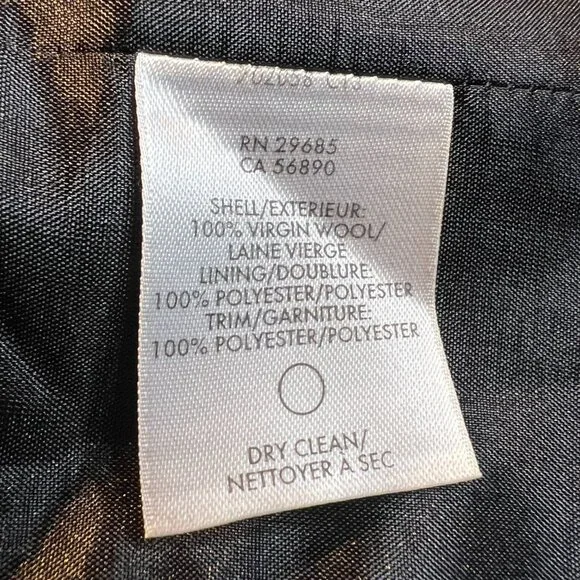 RN 29685
CA 56890
SHELL/EXTERIEUR:
100% VIRGIN WOOL/
LAINE VIERGE
LINING/DOUBLURE:
100% POLYESTER/POLYESTER
TRIM/GARNITURE:
100% POLYESTER/POLYESTER
DRY CLEAN/
NETTOYER A SEC